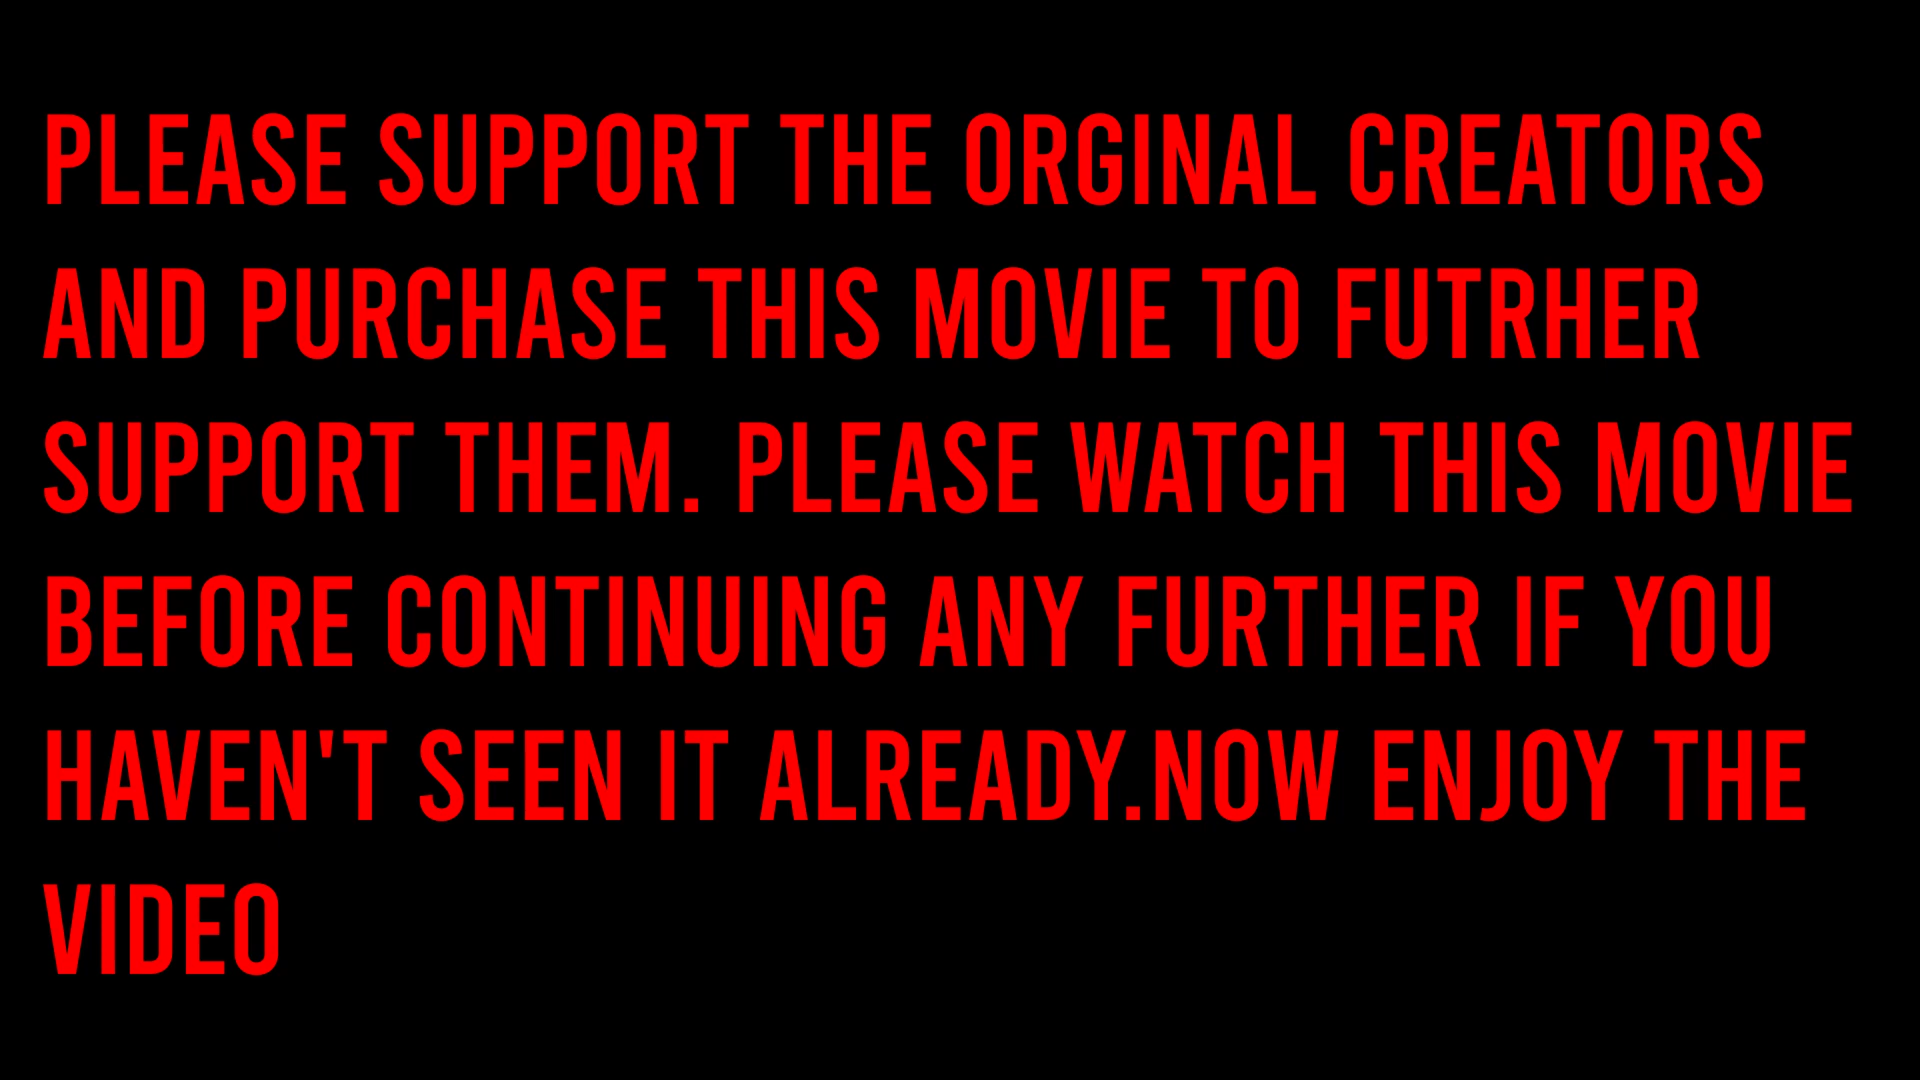 PLEASE SUPPORT THE ORGINAL CREATORS
AND PURCHASE THIS MOVIE TO FUTRHER
SUPPORT THEM. PLEASE WATCH THIS MOVIE
BEFORE CONTINUING ANY FURTHER IF YOU
HAVEN'T SEEN IT ALREADY.NOW ENJOY THE
VIDEO